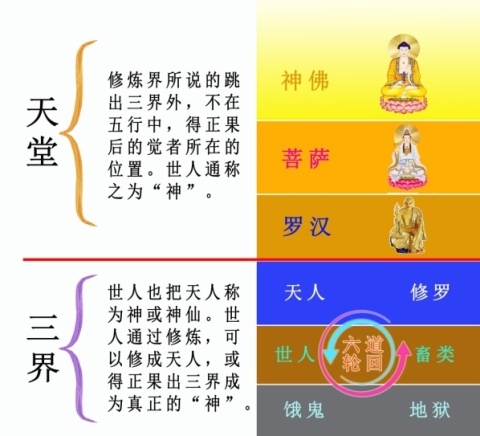 天堂
修炼界所说的跳
出三界外，不在
五行中，得正果
后的觉者所在的
位置。世人通称
之为“神”。
神佛
菩萨
罗汉
三界
世人也把天人称
为神或神仙。世
人通过修炼，可
以修成天人，或
得正果出三界成
为真正的“神”。
天人 修罗
世人 六道轮回 畜类
饿鬼 地狱